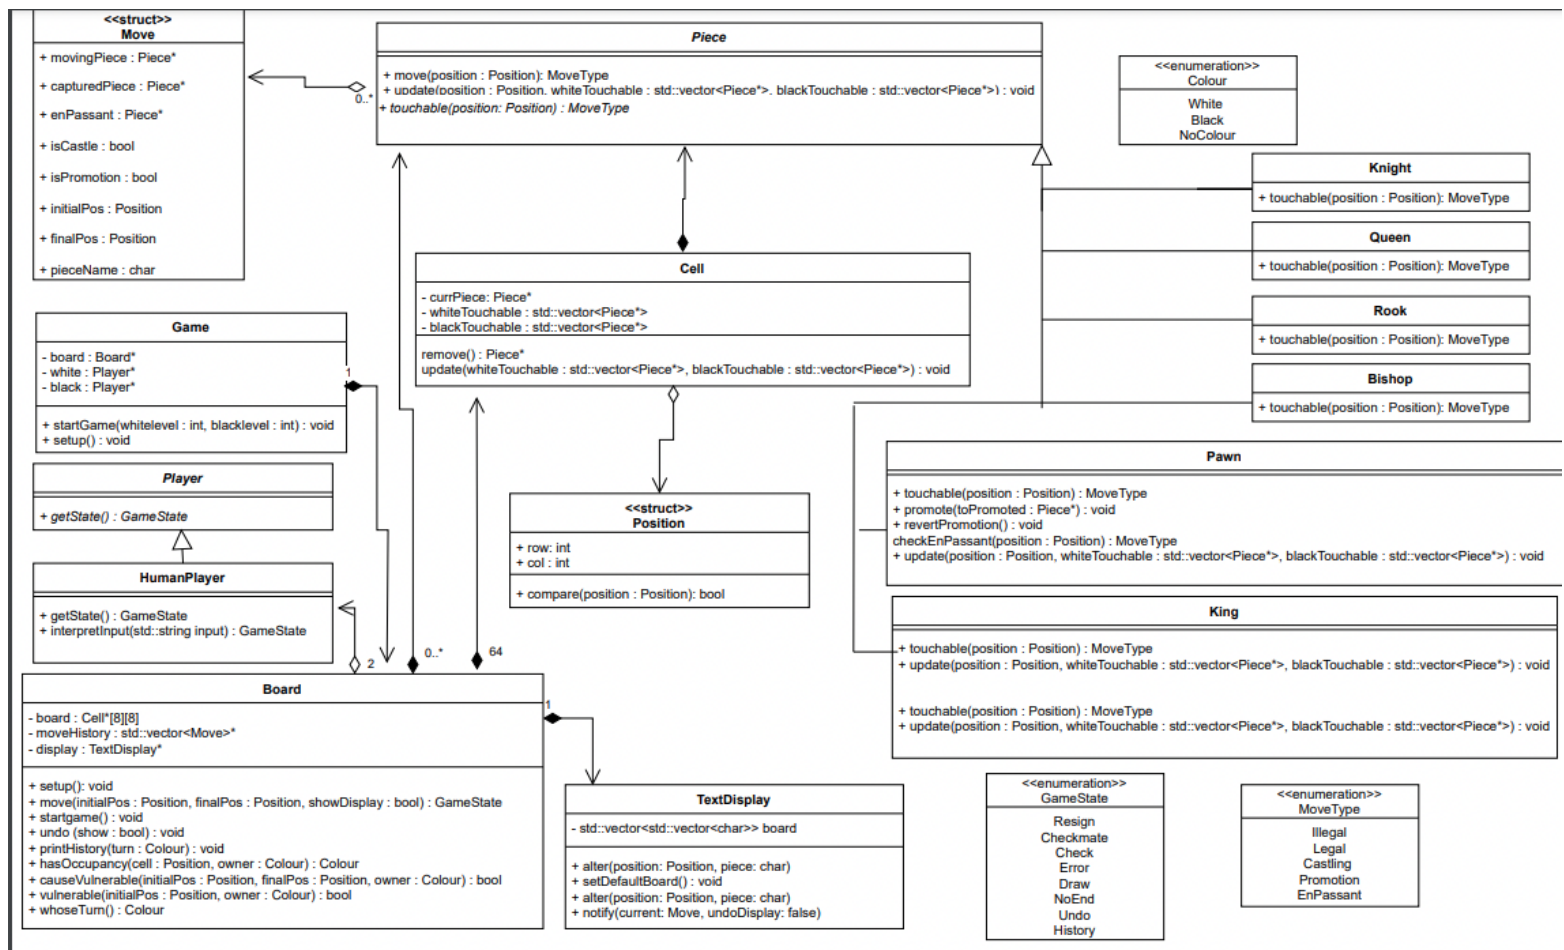 <<struct>>
Move
+ movingPiece : Piece*
+ capturedPiece : Piece*
+ enPassant : Piece*
+ isCastle : bool
+ isPromotion : bool
+ initialPos : Position
+ finalPos : Position
+ pieceName : char
Piece
+ move(position : Position): MoveType
+ update(position : Position, whiteTouchable : std::vector<Piece*>, blackTouchable : std::vector<Piece*>) : void
+ touchable(position: Position) : MoveType
0..*
<<enumeration>>
Colour
White
Black
NoColour
Knight
+ touchable(position : Position): MoveType
Queen
+ touchable(position : Position): MoveType
Rook
+ touchable(position : Position): MoveType
Bishop
+ touchable(position : Position): MoveType
Cell
- currPiece: Piece*
- whiteTouchable : std::vector<Piece*>
- blackTouchable : std::vector<Piece*>
remove() : Piece*
update(whiteTouchable : std::vector<Piece*>, blackTouchable : std::vector<Piece*>) : void
Game
- board : Board*
- white : Player*
- black : Player*
+ startGame(whitelevel : int, blacklevel : int) : void
+ setup() : void
1
Player
+ getState() : GameState
HumanPlayer
+ getState() : GameState
+ interpretInput(std::string input) : GameState
<<struct>>
Position
+ row: int
+ col : int
+ compare(position : Position): bool
Pawn
+ touchable(position : Position) : MoveType
+ promote(toPromoted : Piece*) : void
+ revertPromotion() : void
checkEnPassant(position : Position) : MoveType
+ update(position : Position, whiteTouchable : std::vector<Piece*>, blackTouchable : std::vector<Piece*>) : void
King
+ touchable(position : Position) : MoveType
+ update(position : Position, whiteTouchable : std::vector<Piece*>, blackTouchable : std::vector<Piece*>) : void
+ touchable(position : Position) : MoveType
+ update(position : Position, whiteTouchable : std::vector<Piece*>, blackTouchable : std::vector<Piece*>) : void
2
0..*
64
Board
- board : Cell*[8][8]
- moveHistory : std::vector<Move>*
- display : TextDisplay*
+ setup(): void
+ move(initialPos : Position, finalPos : Position, showDisplay : bool) : GameState
+ startgame() : void
+ undo (show : bool) : void
+ printHistory(turn : Colour) : void
+ hasOccupancy(cell : Position, owner : Colour) : Colour
+ causeVulnerable(initialPos : Position, finalPos : Position, owner : Colour) : bool
+ vulnerable(initialPos : Position, owner : Colour) : bool
+ whoseTurn() : Colour
1
TextDisplay
- std::vector<std::vector<char>> board
+ alter(position: Position, piece: char)
+ setDefaultBoard() : void
+ alter(position: Position, piece: char)
+ notify(current: Move, undoDisplay: false)
<<enumeration>>
GameState
Resign
Checkmate
Check
Error
Draw
NoEnd
Undo
History
<<enumeration>>
MoveType
Illegal
Legal
Castling
Promotion
EnPassant